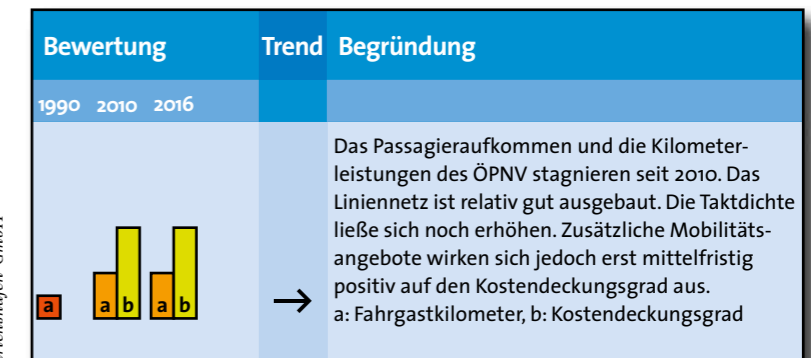 Bewertung Trend Begründung
1990 2010 2016
Das Passagieraufkommen und die Kilometer-
leistungen des ÖPNV stagnieren seit 2010. Das
Liniennetz ist relativ gut ausgebaut. Die Taktdichte
ließe sich noch erhöhen. Zusätzliche Mobilitäts-
angebote wirken sich jedoch erst mittelfristig
positiv auf den Kostendeckungsgrad aus.
a: Fahrgastkilometer, b: Kostendeckungsgrad
a a b a b →
GmbH